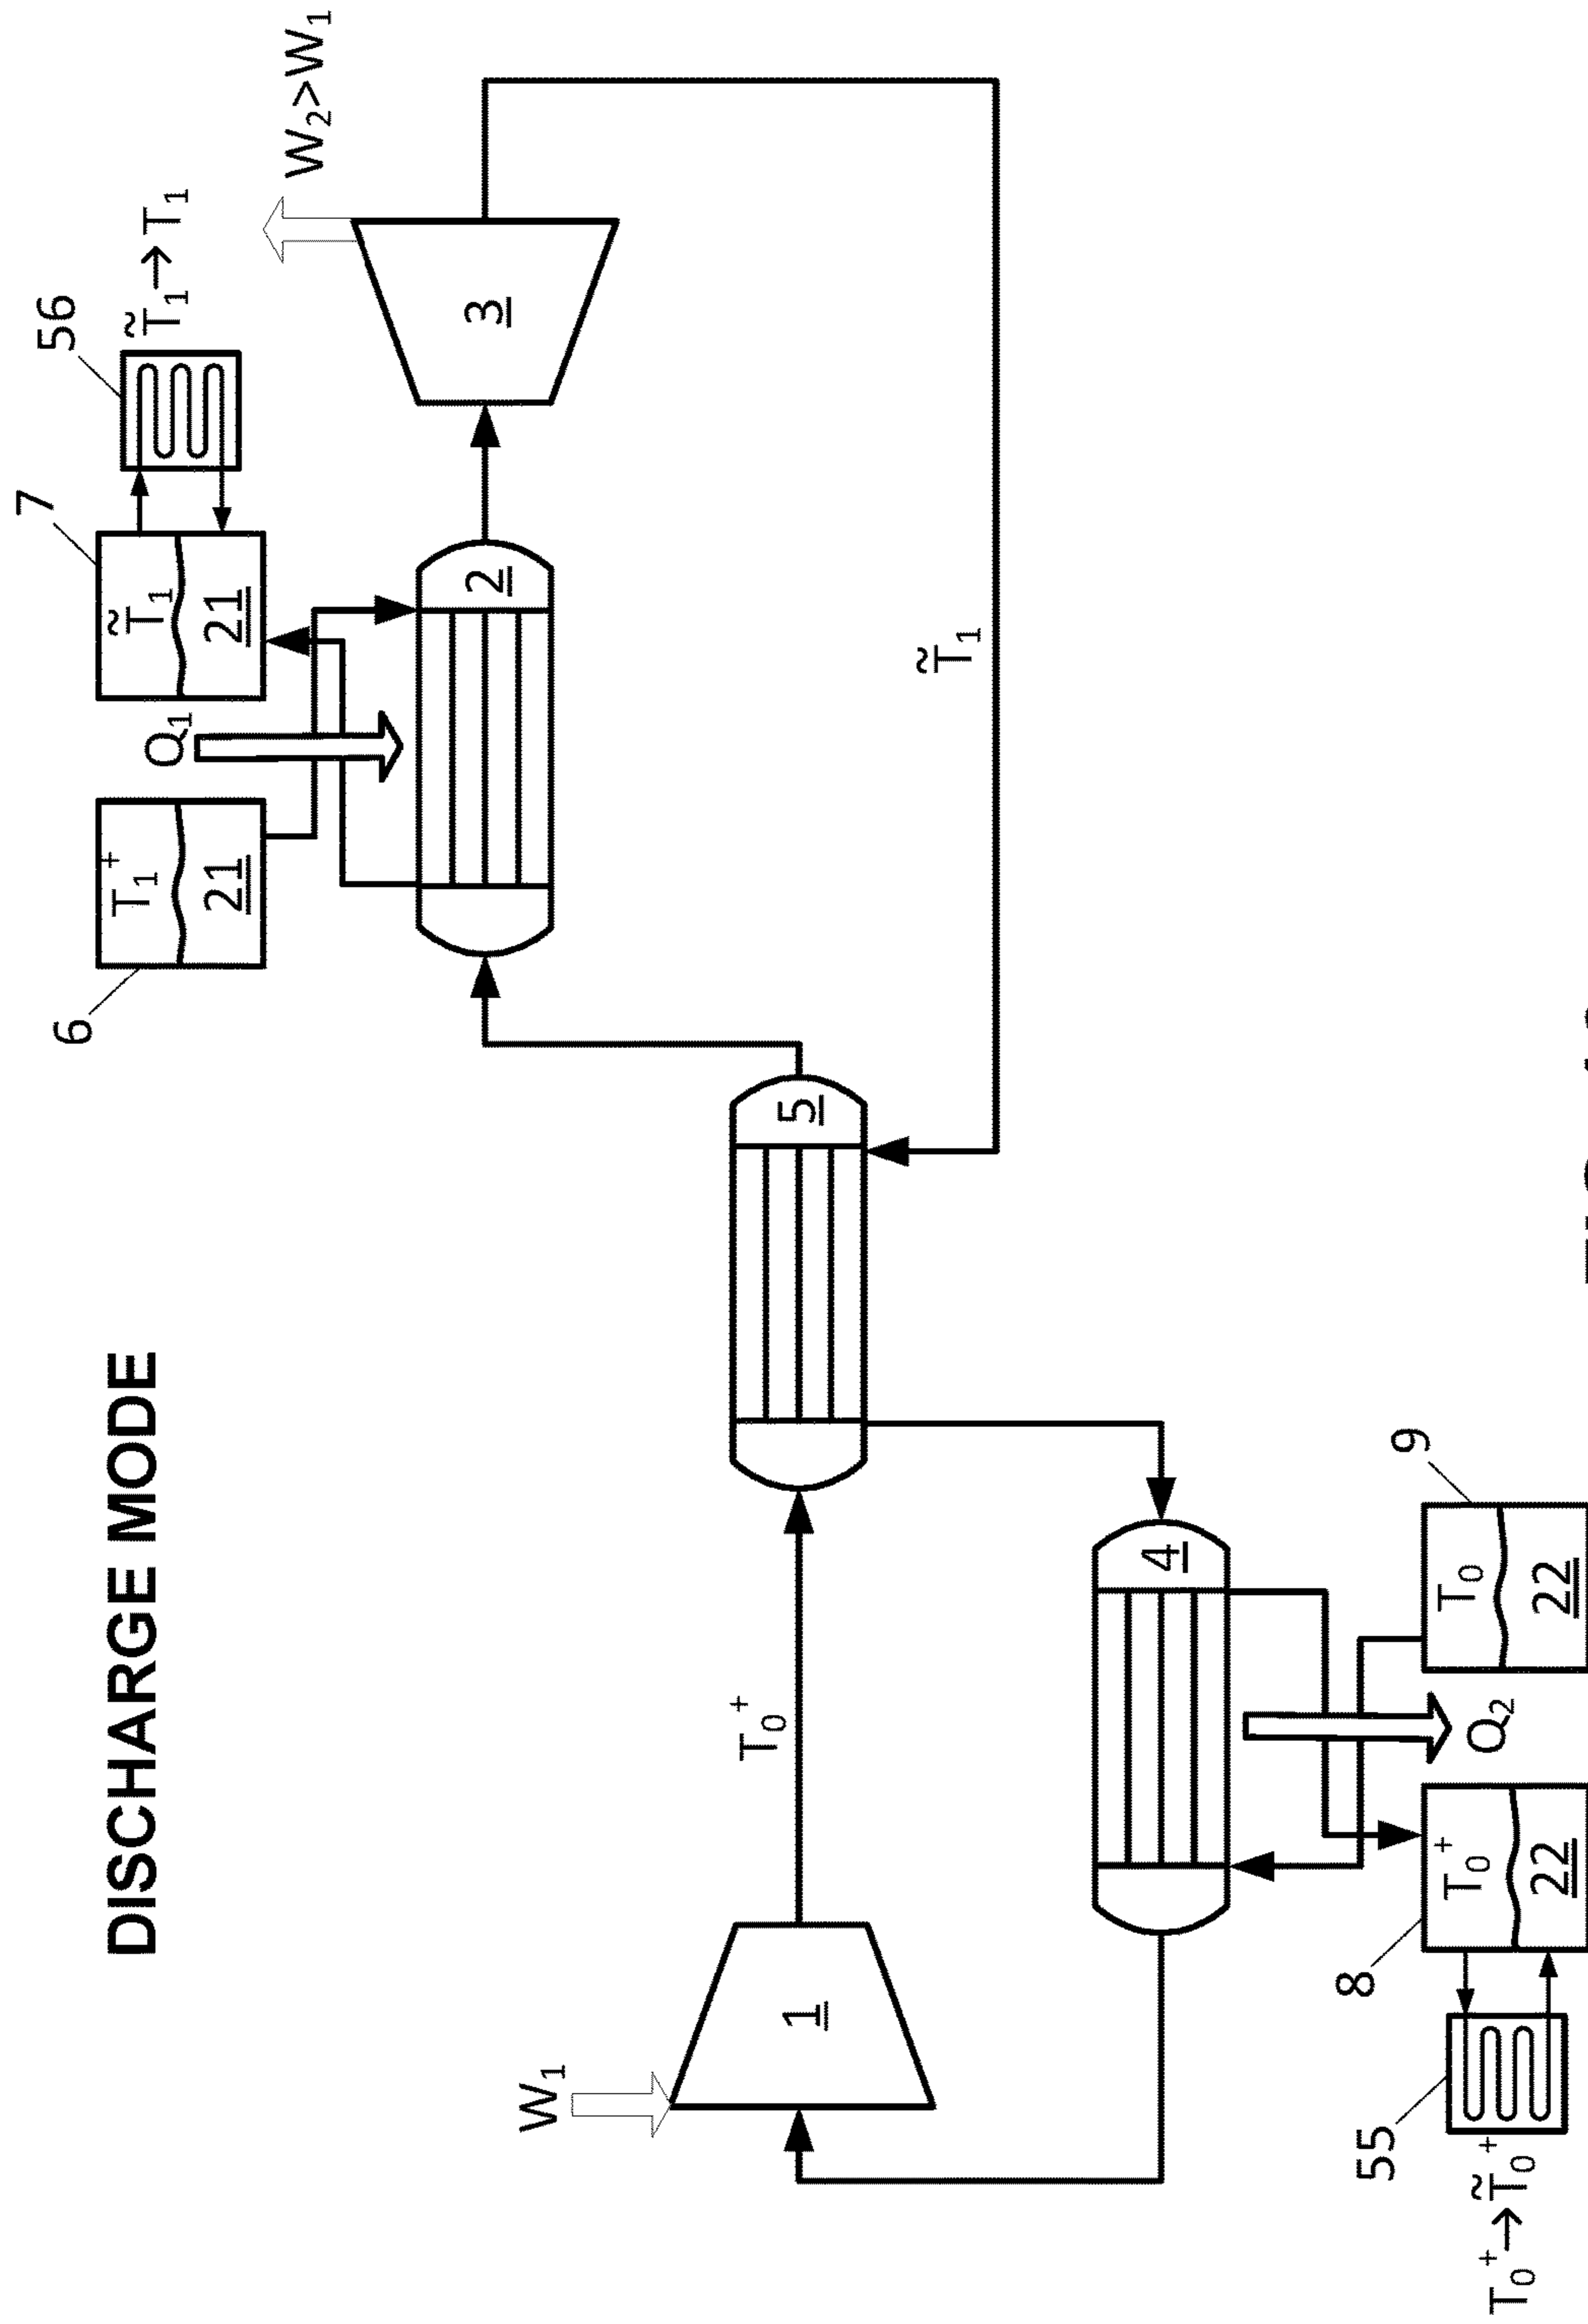 DISCHARGE MODE
56
T̃₁→T₁
W₂>W₁
7
6
T₁⁺
21
Q₁
T̃₁
21
2
3
T̃₁
5
T₀⁺
W₁
1
4
9
T₀
22
Q₂
8
T₀⁺
22
55
T₀⁺→T̃₀⁺